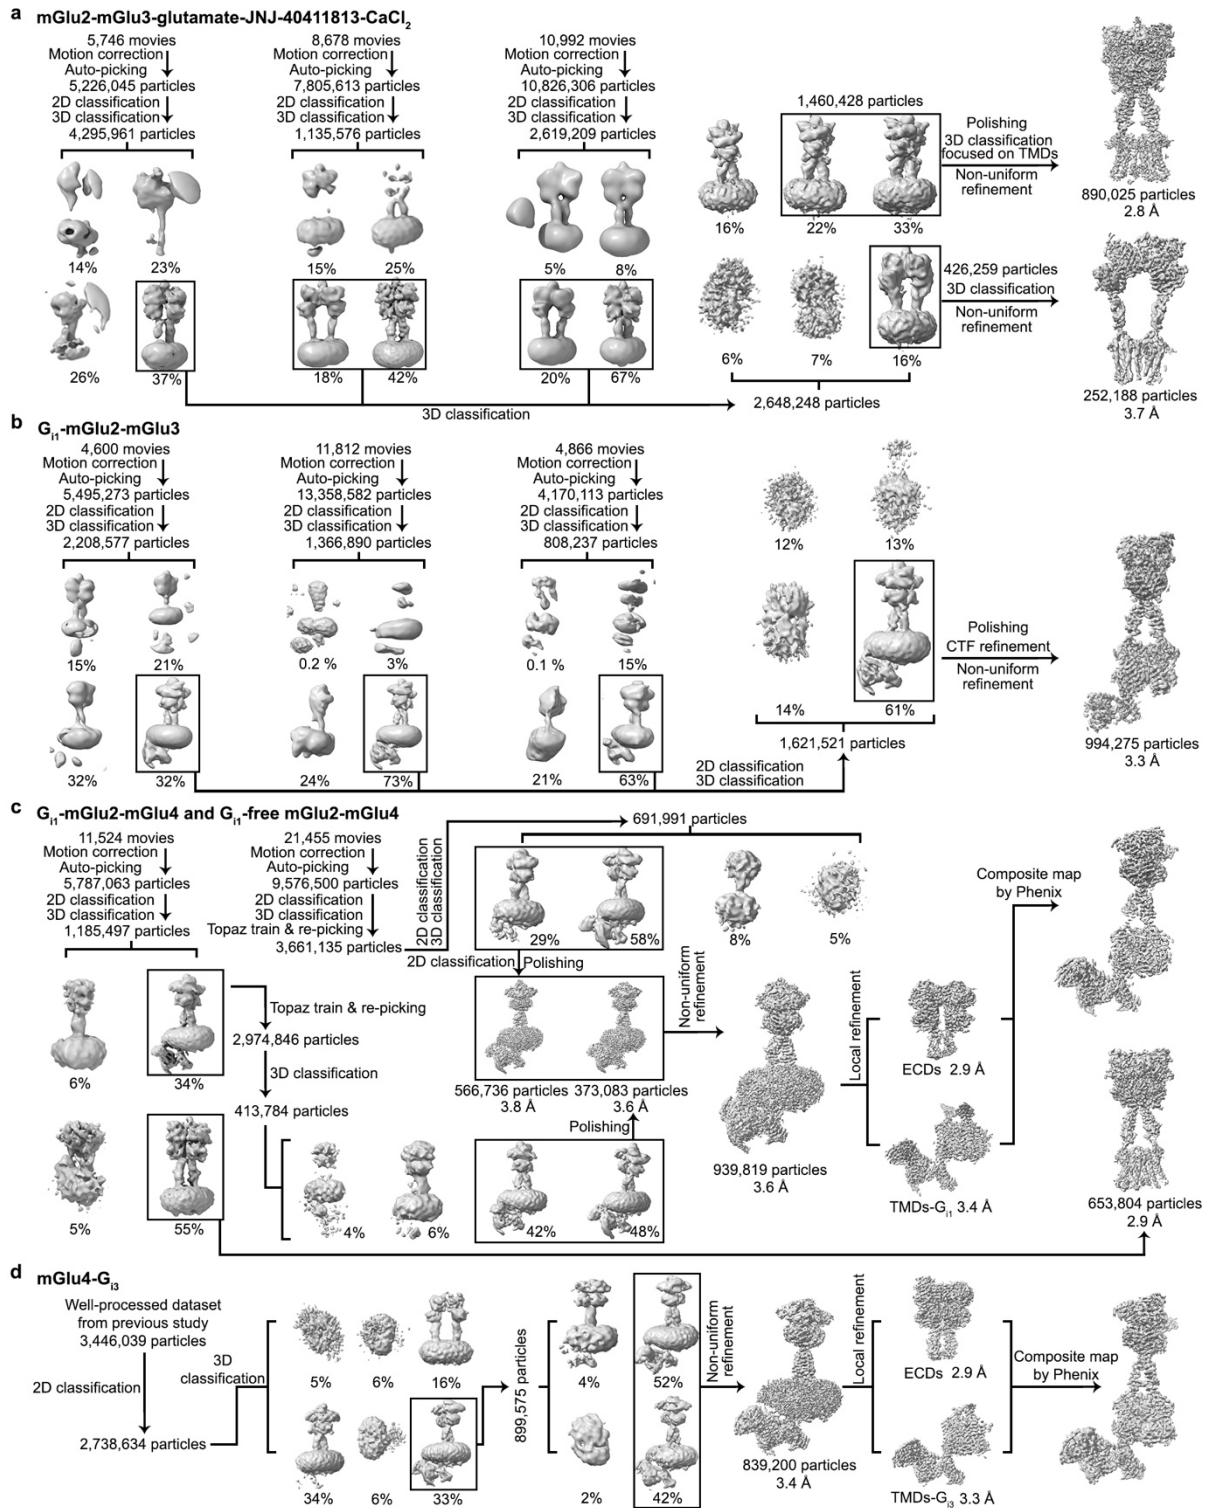 a mGlu2-mGlu3-glutamate-JNJ-40411813-CaCl₂
5,746 movies
Motion correction
Auto-picking
5,226,045 particles
2D classification
3D classification
4,295,961 particles
14% 23%
26% 37%
8,678 movies
Motion correction
Auto-picking
7,805,613 particles
2D classification
3D classification
1,135,576 particles
15% 25%
18% 42%
10,992 movies
Motion correction
Auto-picking
10,826,306 particles
2D classification
3D classification
2,619,209 particles
5% 8%
20% 67%
3D classification
2,648,248 particles
1,460,428 particles
16% 22% 33%
6% 7% 16%
Polishing
3D classification
focused on TMDs
Non-uniform
refinement
890,025 particles
2.8 Å
426,259 particles
3D classification
Non-uniform
refinement
252,188 particles
3.7 Å
b Gi1-mGlu2-mGlu3
4,600 movies
Motion correction
Auto-picking
5,495,273 particles
2D classification
3D classification
2,208,577 particles
15% 21%
32% 32%
11,812 movies
Motion correction
Auto-picking
13,358,582 particles
2D classification
3D classification
1,366,890 particles
0.2 % 3%
24% 73%
4,866 movies
Motion correction
Auto-picking
4,170,113 particles
2D classification
3D classification
808,237 particles
0.1 % 15%
21% 63%
2D classification
3D classification
1,621,521 particles
12% 13%
14% 61%
Polishing
CTF refinement
Non-uniform
refinement
994,275 particles
3.3 Å
c Gi1-mGlu2-mGlu4 and Gi1-free mGlu2-mGlu4
11,524 movies
Motion correction
Auto-picking
5,787,063 particles
2D classification
3D classification
1,185,497 particles
6% 34%
5% 55%
Topaz train & re-picking
2,974,846 particles
3D classification
413,784 particles
4% 6% 42% 48%
Polishing
21,455 movies
Motion correction
Auto-picking
9,576,500 particles
2D classification
3D classification
Topaz train & re-picking
3,661,135 particles
2D classification
3D classification
691,991 particles
29% 58% 8% 5%
2D classification Polishing
566,736 particles 373,083 particles
3.8 Å 3.6 Å
Non-uniform
refinement
939,819 particles
3.6 Å
Local refinement
ECDs 2.9 Å
TMDs-Gi1 3.4 Å
Composite map
by Phenix
653,804 particles
2.9 Å
d mGlu4-Gi3
Well-processed dataset
from previous study
3,446,039 particles
2D classification
2,738,634 particles
3D
classification
5% 6% 16%
34% 6% 33%
899,575 particles
4% 52%
2% 42%
Non-uniform
refinement
839,200 particles
3.4 Å
Local refinement
ECDs 2.9 Å
TMDs-Gi3 3.3 Å
Composite map
by Phenix